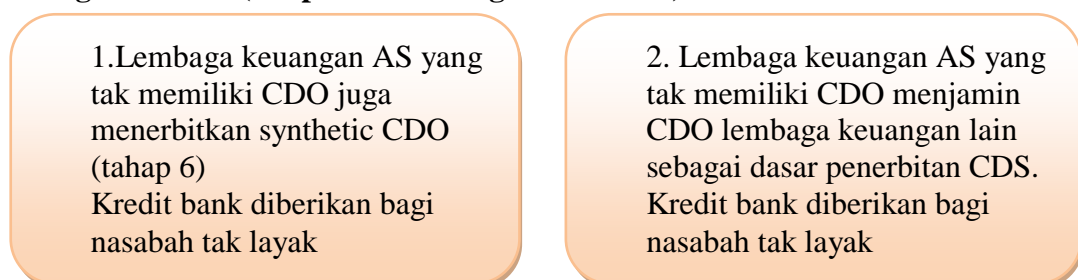 1.Lembaga keuangan AS yang
tak memiliki CDO juga
menerbitkan synthetic CDO
(tahap 6)
Kredit bank diberikan bagi
nasabah tak layak
2. Lembaga keuangan AS yang
tak memiliki CDO menjamin
CDO lembaga keuangan lain
sebagai dasar penerbitan CDS.
Kredit bank diberikan bagi
nasabah tak layak